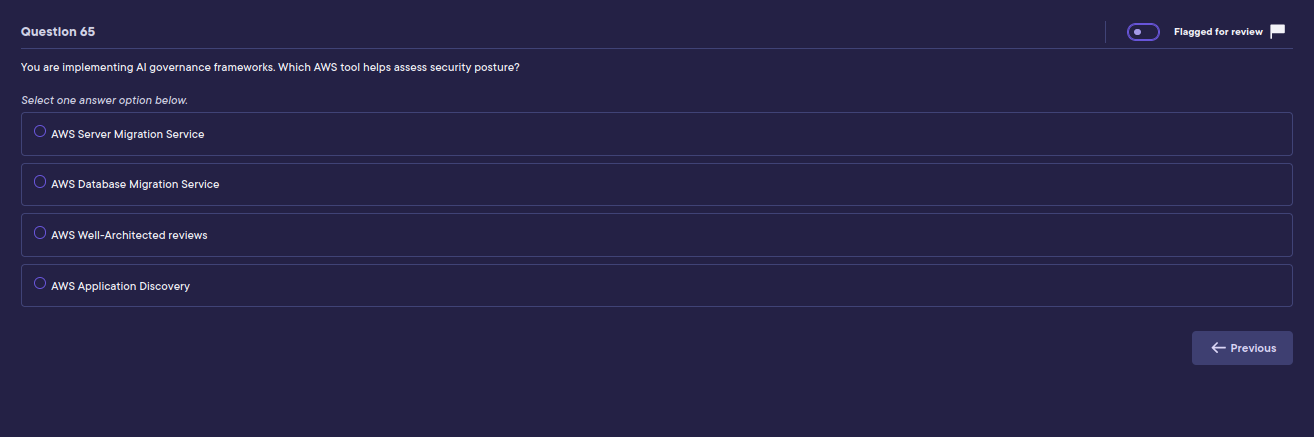 Question 65
Flagged for review
You are implementing AI governance frameworks. Which AWS tool helps assess security posture?
Select one answer option below.
AWS Server Migration Service
AWS Database Migration Service
AWS Well-Architected reviews
AWS Application Discovery
Previous